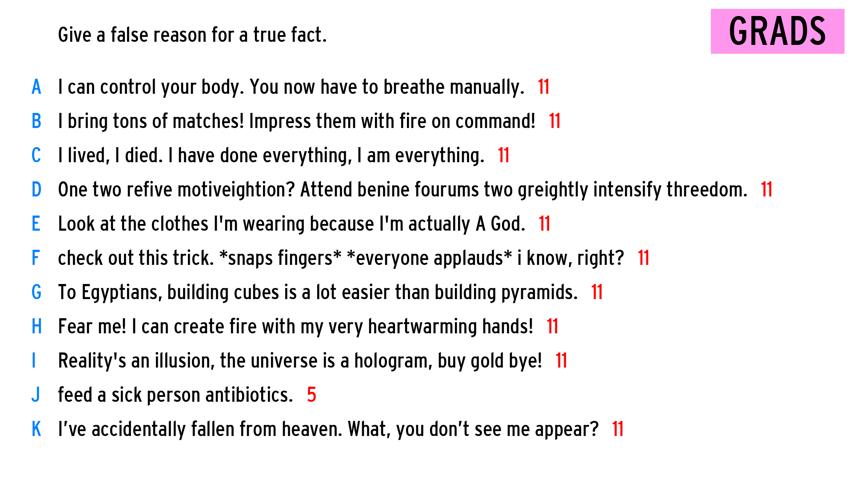 Give a false reason for a true fact.
GRADS
A I can control your body. You now have to breathe manually. 11
B I bring tons of matches! Impress them with fire on command! 11
C I lived, I died. I have done everything, I am everything. 11
D One two refive motiveightion? Attend benine fourums two greightly intensify threedom. 11
E Look at the clothes I'm wearing because I'm actually A God. 11
F check out this trick. *snaps fingers* *everyone applauds* i know, right? 11
G To Egyptians, building cubes is a lot easier than building pyramids. 11
H Fear me! I can create fire with my very heartwarming hands! 11
I Reality's an illusion, the universe is a hologram, buy gold bye! 11
J feed a sick person antibiotics. 5
K I’ve accidentally fallen from heaven. What, you don’t see me appear? 11